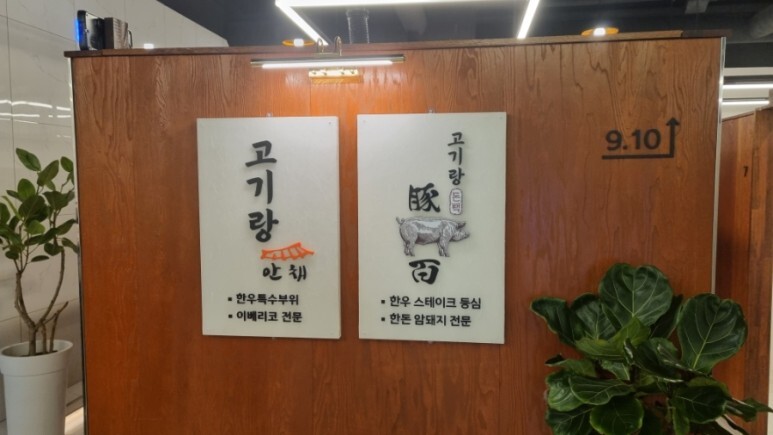 고기랑
안채
▪ 한우특수부위
▪ 이베리코 전문
고기랑
돈백
豚
百
▪ 한우 스테이크 등심
▪ 한돈 암돼지 전문
9.10